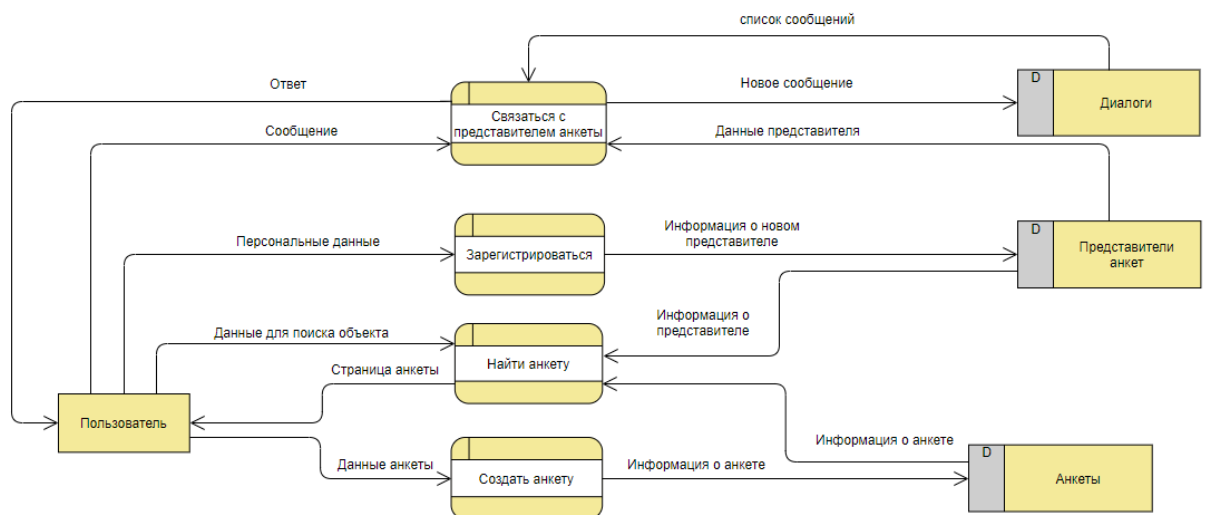 список сообщений
Ответ
Новое сообщение
D
Диалоги
Связаться с
представителем анкеты
Сообщение
Данные представителя
Персональные данные
Зарегистрироваться
Информация о новом
представителе
D
Представители
анкет
Данные для поиска объекта
Информация о
представителе
Найти анкету
Страница анкеты
Пользователь
Данные анкеты
Создать анкету
Информация о анкете
Информация о анкете
D
Анкеты